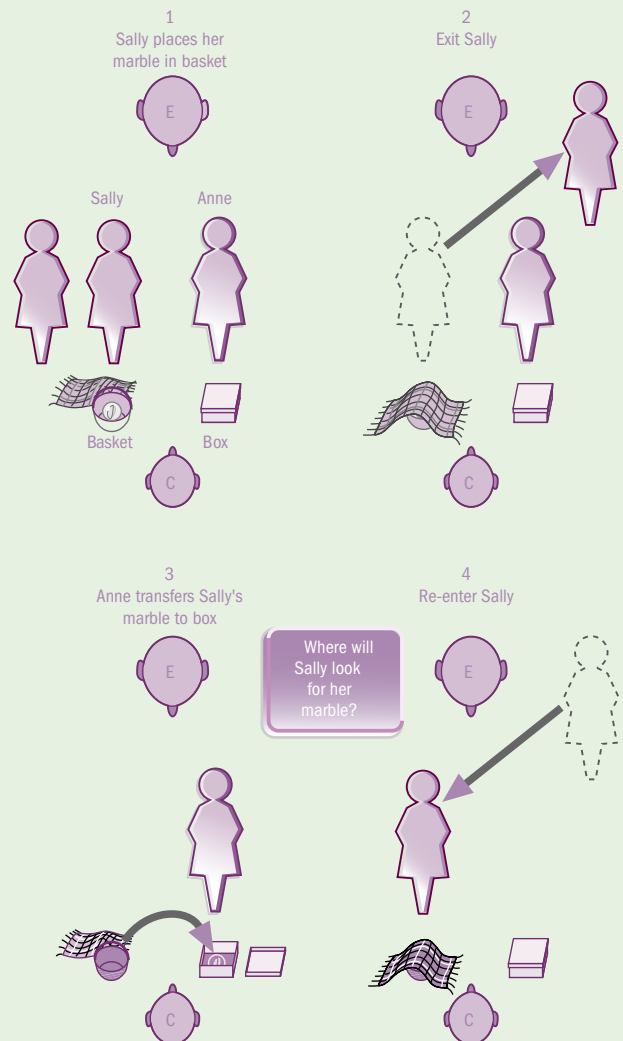 1
Sally places her
marble in basket
E
2
Exit Sally
E
Sally
Anne
Basket
Box
C
C
3
Anne transfers Sally's
marble to box
E
Where will
Sally look
for her
marble?
4
Re-enter Sally
E
C
C